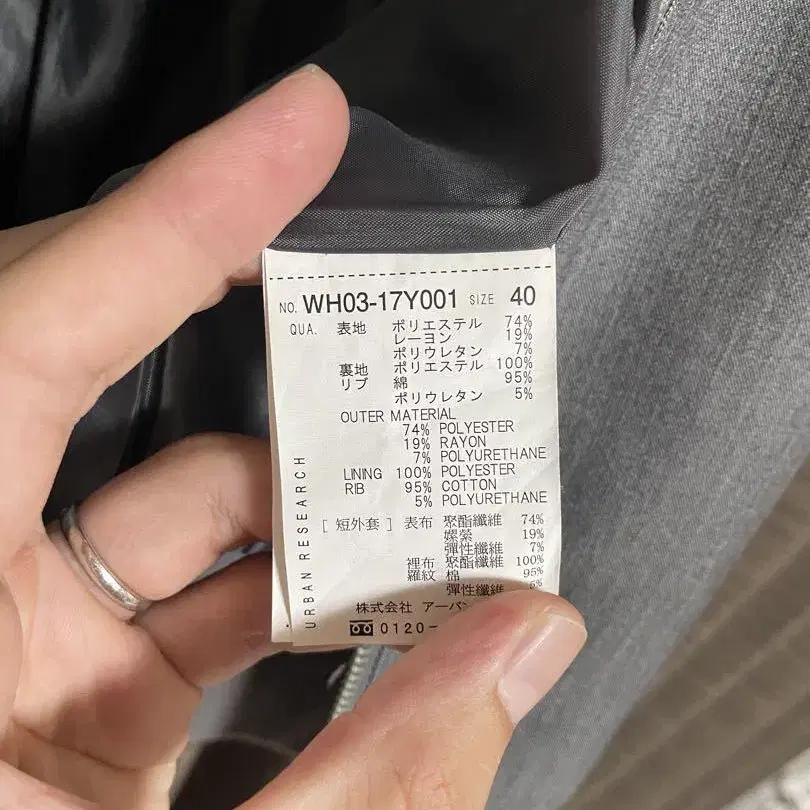 NO. WH03-17Y001 SIZE 40
QUA. 表地 ポリエステル 74%
レーヨン 19%
ポリウレタン 7%
裏地 ポリエステル 100%
リブ 綿 95%
ポリウレタン 5%
OUTER MATERIAL
74% POLYESTER
19% RAYON
7% POLYURETHANE
LINING 100% POLYESTER
RIB 95% COTTON
5% POLYURETHANE
[短外套] 表布 聚酯纖維 74%
嫘縈 19%
彈性纖維 7%
裡布 聚酯纖維 100%
羅紋 棉 95%
彈性纖維 5%
株式会社 アーバン
0120-
URBAN RESEARCH